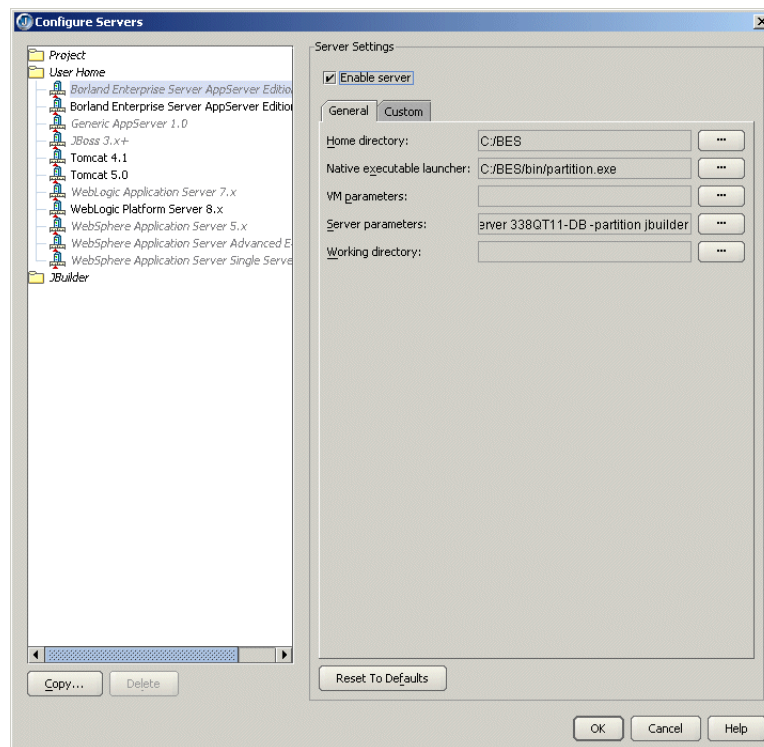 Configure Servers
Project
User Home
Borland Enterprise Server AppServer Editio
Borland Enterprise Server AppServer Edition
Generic AppServer 1.0
JBoss 3.x+
Tomcat 4.1
Tomcat 5.0
WebLogic Application Server 7.x
WebLogic Platform Server 8.x
WebSphere Application Server 5.x
WebSphere Application Server Advanced E
WebSphere Application Server Single Serve
JBuilder
Copy...
Delete
Server Settings
Enable server
General
Custom
Home directory:
C:/BES
...
Native executable launcher:
C:/BES/bin/partition.exe
...
VM parameters:
...
Server parameters:
erver 338QT11-DB -partition jbuilder
...
Working directory:
...
Reset To Defaults
OK
Cancel
Help